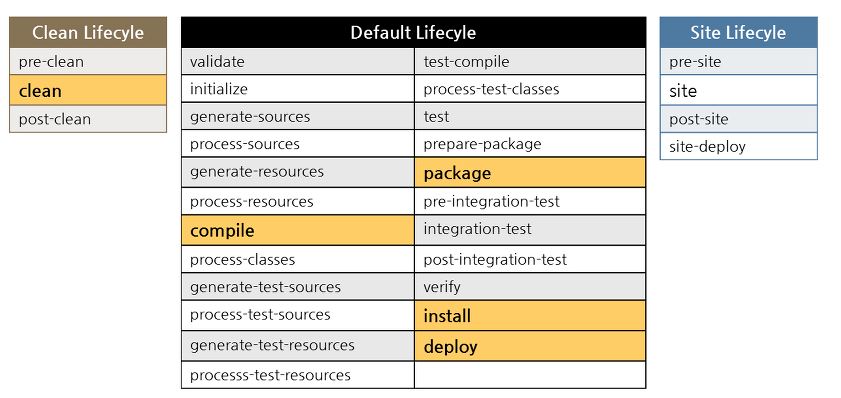 Clean Lifecyle
pre-clean
clean
post-clean
Default Lifecyle
validate
initialize
generate-sources
process-sources
generate-resources
process-resources
compile
process-classes
generate-test-sources
process-test-sources
generate-test-resources
processs-test-resources
test-compile
process-test-classes
test
prepare-package
package
pre-integration-test
integration-test
post-integration-test
verify
install
deploy
Site Lifecyle
pre-site
site
post-site
site-deploy